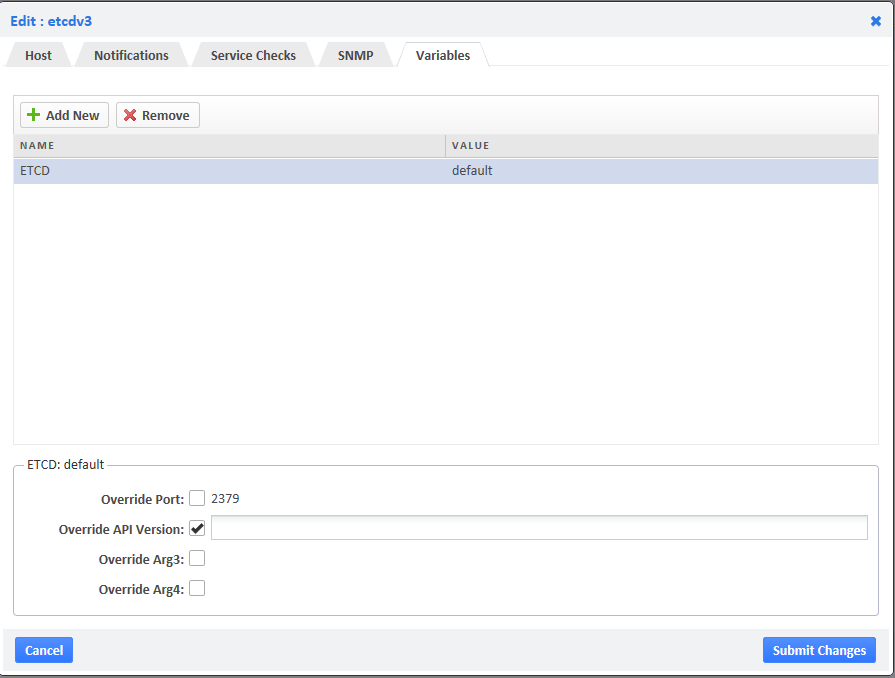 Edit : etcdv3
Host Notifications Service Checks SNMP Variables
Add New Remove
NAME VALUE
ETCD default
ETCD: default
Override Port: 2379
Override API Version:
Override Arg3:
Override Arg4:
Cancel Submit Changes